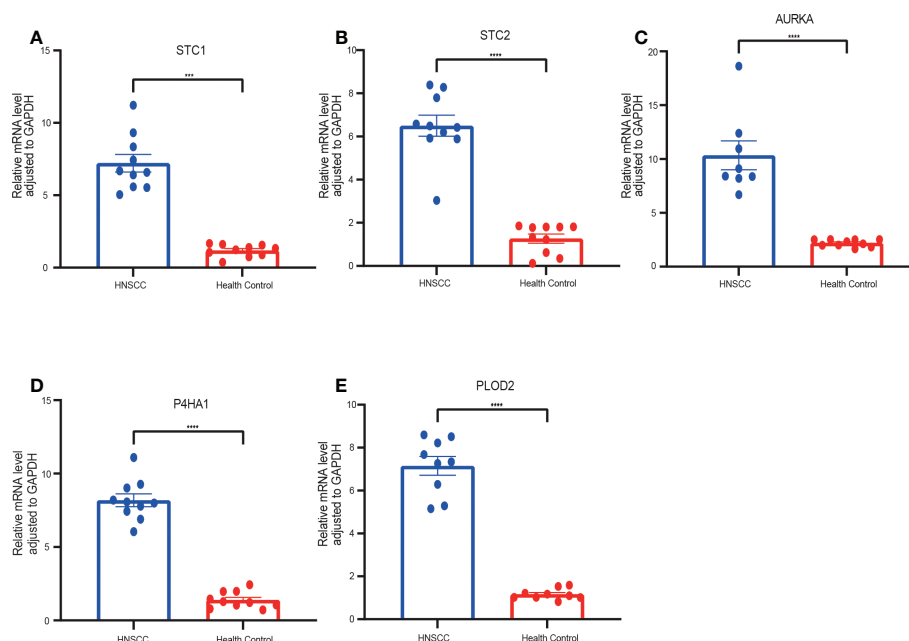 A
STC1
Relative mRNA level
adjusted to GAPDH
15
10
5
0
***
HNSCC
Health Control
B
STC2
Relative mRNA level
adjusted to GAPDH
10
8
6
4
2
0
****
HNSCC
Health Control
C
AURKA
Relative mRNA level
adjusted to GAPDH
20
15
10
5
0
****
HNSCC
Health Control
D
P4HA1
Relative mRNA level
adjusted to GAPDH
15
10
5
0
****
HNSCC
Health Control
E
PLOD2
Relative mRNA level
adjusted to GAPDH
10
8
6
4
2
0
****
HNSCC
Health Control